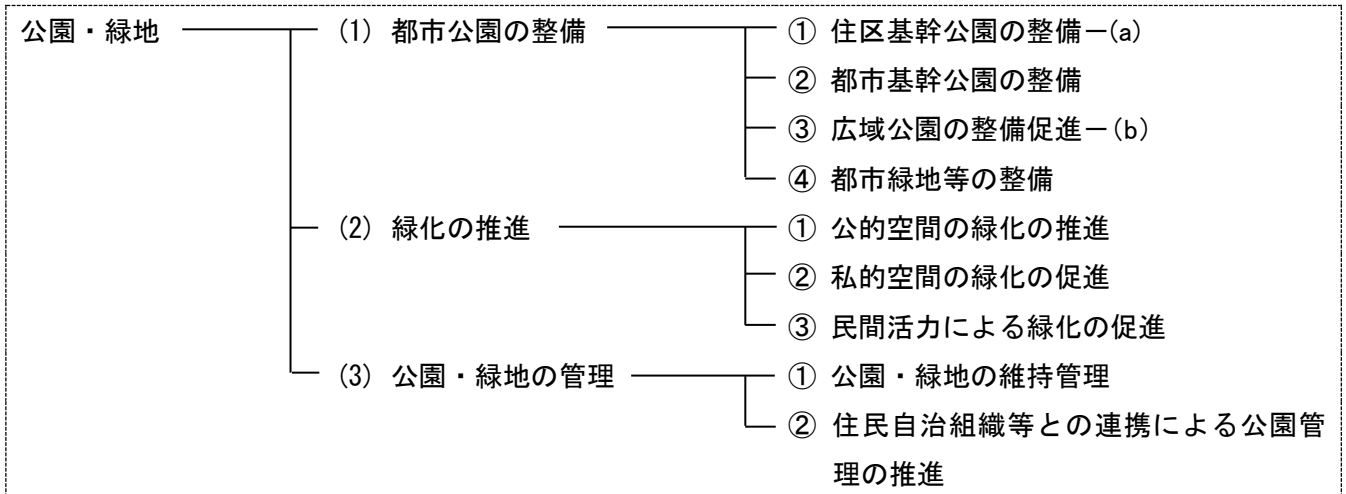 公園・緑地 (1) 都市公園の整備 ① 住区基幹公園の整備－(a)
② 都市基幹公園の整備
③ 広域公園の整備促進－(b)
④ 都市緑地等の整備
(2) 緑化の推進 ① 公的空間の緑化の推進
② 私的空間の緑化の促進
③ 民間活力による緑化の促進
(3) 公園・緑地の管理 ① 公園・緑地の維持管理
② 住民自治組織等との連携による公園管
理の推進